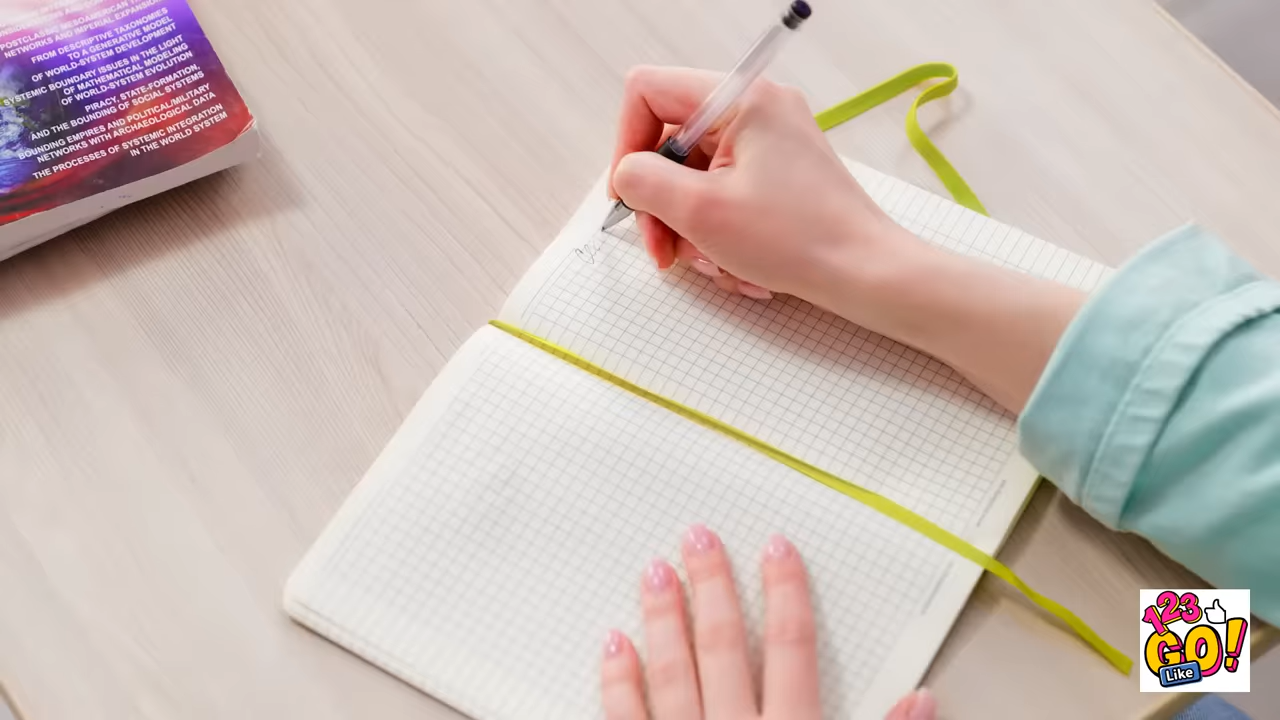 POSTCLASSIC MESOAMERICAN
NETWORKS AND IMPERIAL EXPANSION
FROM DESCRIPTIVE TAXONOMIES
TO A GENERATIVE MODEL
OF WORLD-SYSTEM DEVELOPMENT
SYSTEMIC BOUNDARY ISSUES IN THE LIGHT
OF MATHEMATICAL MODELING
OF WORLD-SYSTEM EVOLUTION
PIRACY, STATE-FORMATION,
AND THE BOUNDING OF SOCIAL SYSTEMS
BOUNDING EMPIRES AND POLITICAL/MILITARY
NETWORKS WITH ARCHAEOLOGICAL DATA
THE PROCESSES OF SYSTEMIC INTEGRATION
IN THE WORLD SYSTEM
123
GO!
Like